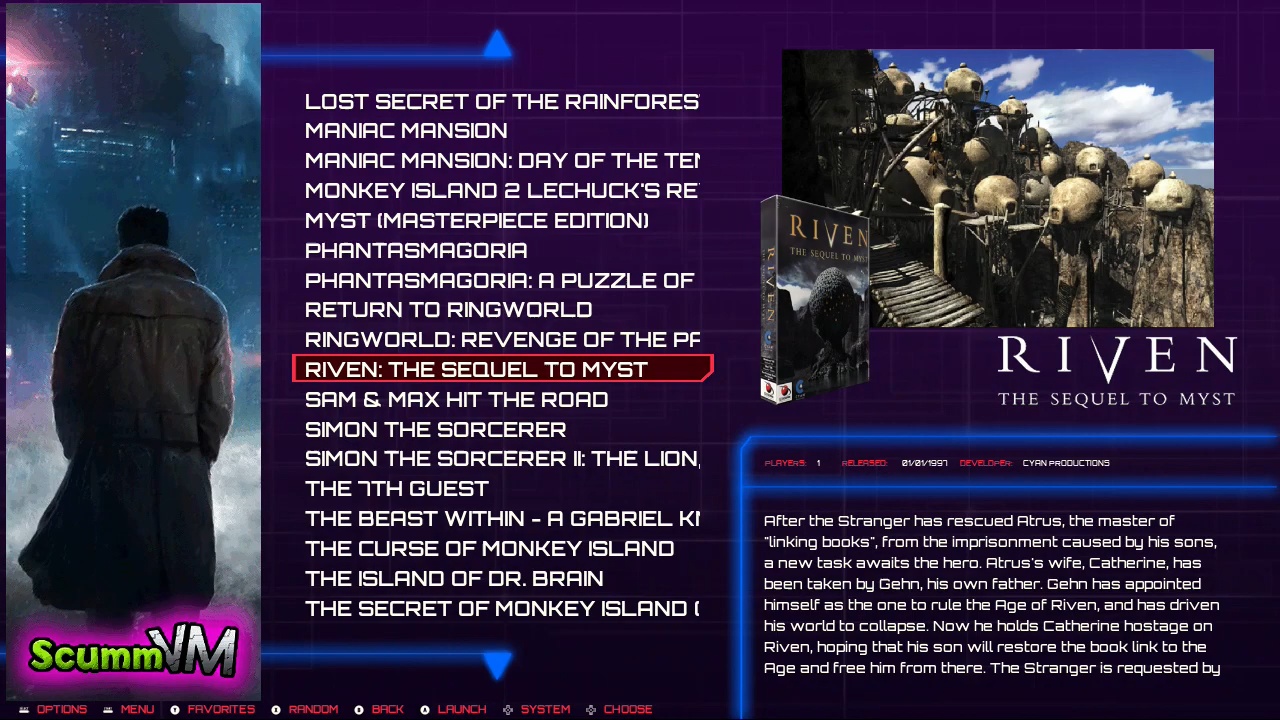 LOST SECRET OF THE RAINFOREST
MANIAC MANSION
MANIAC MANSION: DAY OF THE TEN
MONKEY ISLAND 2 LECHUCK'S RE
MYST (MASTERPIECE EDITION)
PHANTASMAGORIA
PHANTASMAGORIA: A PUZZLE OF
RETURN TO RINGWORLD
RINGWORLD: REVENGE OF THE PA
RIVEN: THE SEQUEL TO MYST
SAM & MAX HIT THE ROAD
SIMON THE SORCERER
SIMON THE SORCERER II: THE LION,
THE 7TH GUEST
THE BEAST WITHIN - A GABRIEL KN
THE CURSE OF MONKEY ISLAND
THE ISLAND OF DR. BRAIN
THE SECRET OF MONKEY ISLAND (
ScummVM
RIVEN
THE SEQUEL TO MYST
RIVEN
RIVEN
THE SEQUEL TO MYST
PLAYERS: 1 RELEASED: 01/01/1997 DEVELOPER: CYAN PRODUCTIONS
After the Stranger has rescued Atrus, the master of
"linking books", from the imprisonment caused by his sons,
a new task awaits the hero. Atrus's wife, Catherine, has
been taken by Gehn, his own father. Gehn has appointed
himself as the one to rule the Age of Riven, and has driven
his world to collapse. Now he holds Catherine hostage on
Riven, hoping that his son will restore the book link to the
Age and free him from there. The Stranger is requested by
OPTIONS MENU Y FAVORITES X RANDOM B BACK A LAUNCH SYSTEM CHOOSE